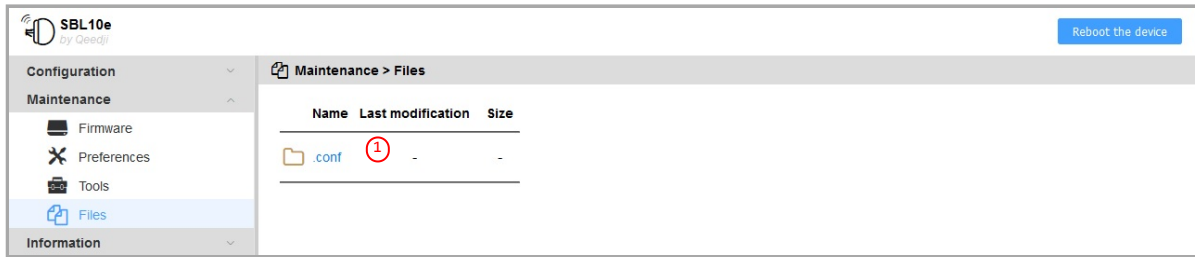 SBL10e
by Qeedji
Reboot the device
Configuration
Maintenance
Firmware
Preferences
Tools
Files
Information
Maintenance > Files
Name Last modification Size
.conf 1 - -